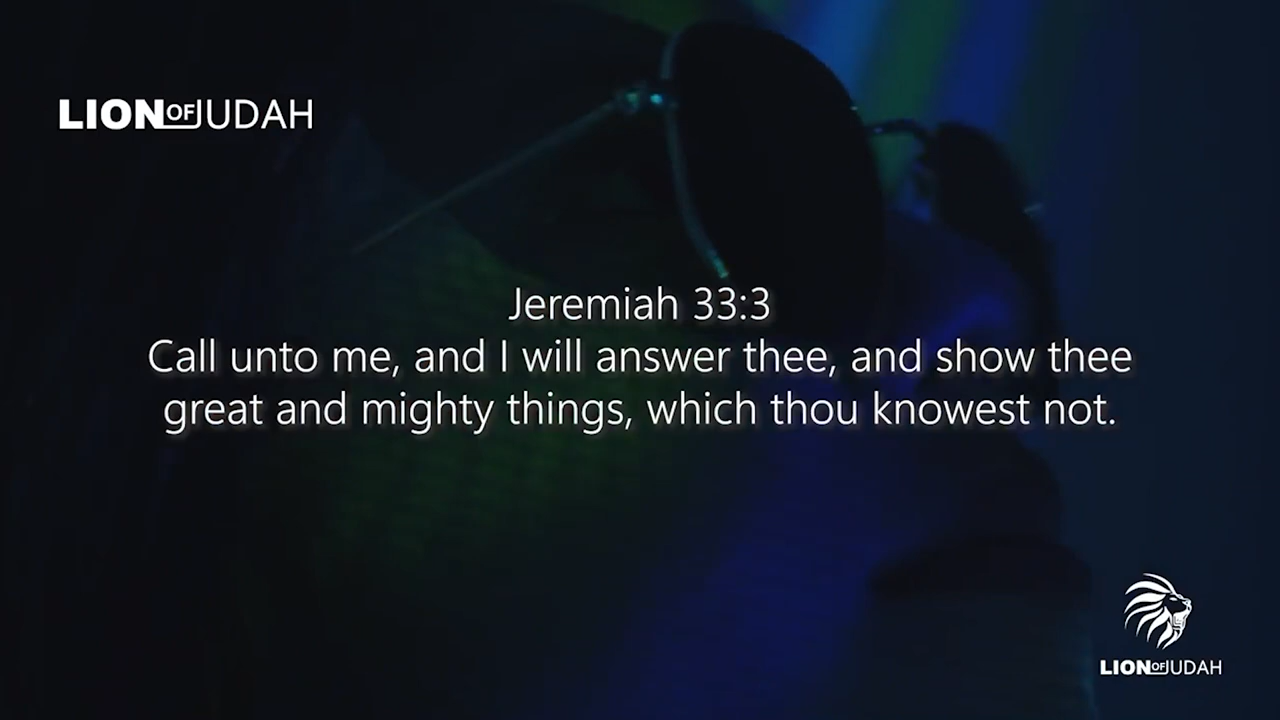 LION OF JUDAH
Jeremiah 33:3
Call unto me, and I will answer thee, and show thee
great and mighty things, which thou knowest not.
LION OF JUDAH